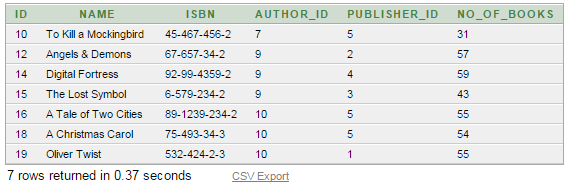 ID NAME ISBN AUTHOR_ID PUBLISHER_ID NO_OF_BOOKS
10 To Kill a Mockingbird 45-467-456-2 7 5 31
12 Angels & Demons 67-657-34-2 9 2 57
14 Digital Fortress 92-99-4359-2 9 4 59
15 The Lost Symbol 6-579-234-2 9 3 43
16 A Tale of Two Cities 89-1239-234-2 10 5 55
18 A Christmas Carol 75-493-34-3 10 5 54
19 Oliver Twist 532-424-2-3 10 1 55
7 rows returned in 0.37 seconds CSV Export